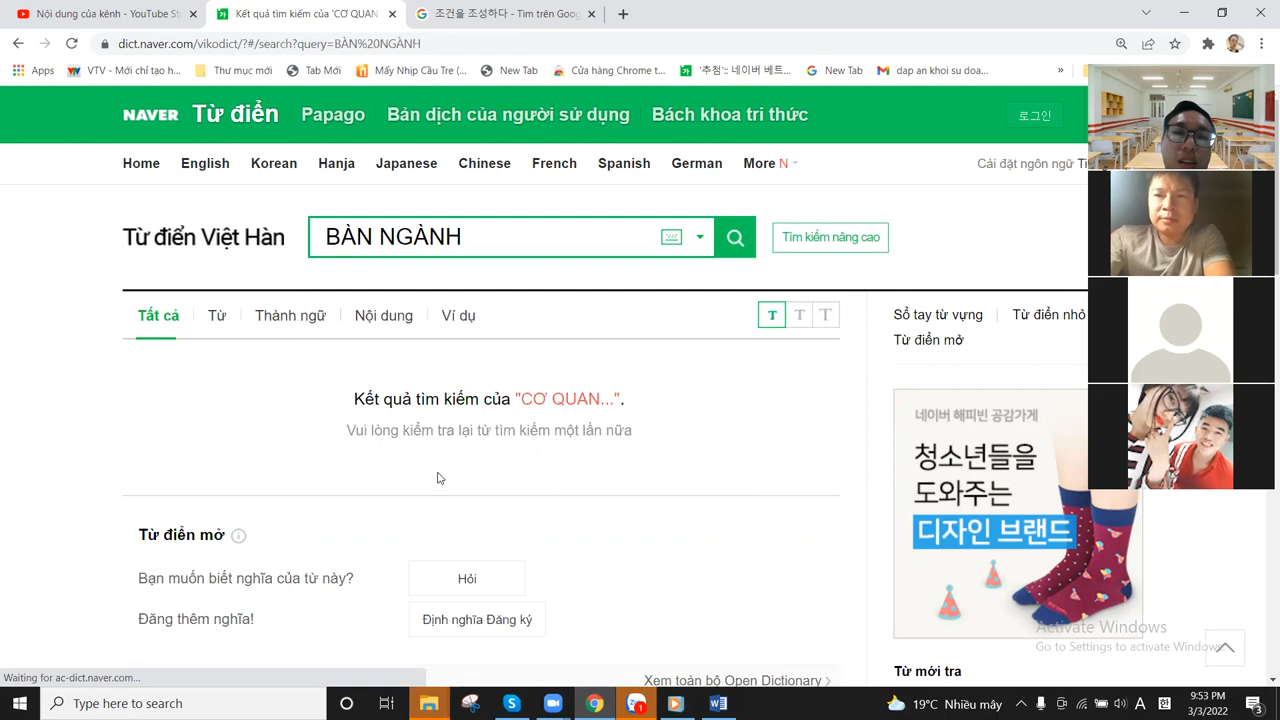 Nội dung của kênh - YouTube St
Kết quả tìm kiếm của 'CƠ QUAN
조건을 조성하다 - Tìm trên Goog
dict.naver.com/vikodict/?#/search?query=BÀN%20NGÀNH
Apps
VTV - Mới chỉ tạo h...
Thư mục mới
Tab Mới
Mấy Nhịp Cầu Tre (...
New Tab
Cửa hàng Chrome t...
'추첨': 네이버 베트...
New Tab
dap an khoi su doa...
»
NAVER Từ điển
Papago
Bản dịch của người sử dụng
Bách khoa tri thức
로그인
Home
English
Korean
Hanja
Japanese
Chinese
French
Spanish
German
More N
Cài đặt ngôn ngữ Ti
Từ điển Việt Hàn
BÀN NGÀNH
Tìm kiếm nâng cao
Tất cả
Từ
Thành ngữ
Nội dung
Ví dụ
T T T
Sổ tay từ vựng
Từ điển nhỏ
Từ điển mở
Kết quả tìm kiếm của "CƠ QUAN...".
Vui lòng kiểm tra lại từ tìm kiếm một lần nữa
네이버 해피빈 공감가게
청소년들을
도와주는
디자인 브랜드
Từ điển mở
Bạn muốn biết nghĩa của từ này?
Hỏi
Đăng thêm nghĩa!
Định nghĩa Đăng ký
Activate Windows
Go to Settings to activate Windows.
Từ mới tra
Xem toàn bộ Open Dictionary
Waiting for ac-dict.naver.com...
Type here to search
19°C Nhiều mây
A
한
9:53 PM
3/3/2022
3
1